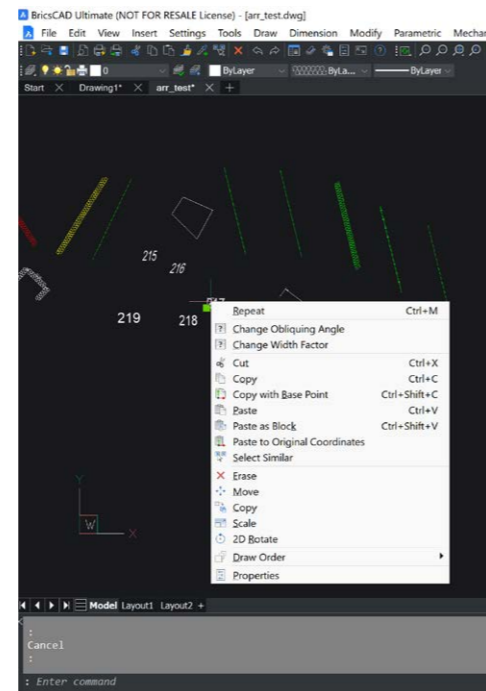 BricsCAD Ultimate (NOT FOR RESALE License) - [arr_test.dwg]
File Edit View Insert Settings Tools Draw Dimension Modify Parametric Mechan
0 ByLayer ByLa... ByLayer
Start Drawing1* arr_test* +
215
216
217
219 218
Repeat Ctrl+M
Change Obliquing Angle
Change Width Factor
Cut Ctrl+X
Copy Ctrl+C
Copy with Base Point Ctrl+Shift+C
Paste Ctrl+V
Paste as Block Ctrl+Shift+V
Paste to Original Coordinates
Select Similar
Erase
Move
Copy
Scale
2D Rotate
Draw Order
Properties
Y
W X
Model Layout1 Layout2 +
:
Cancel
:
: Enter command